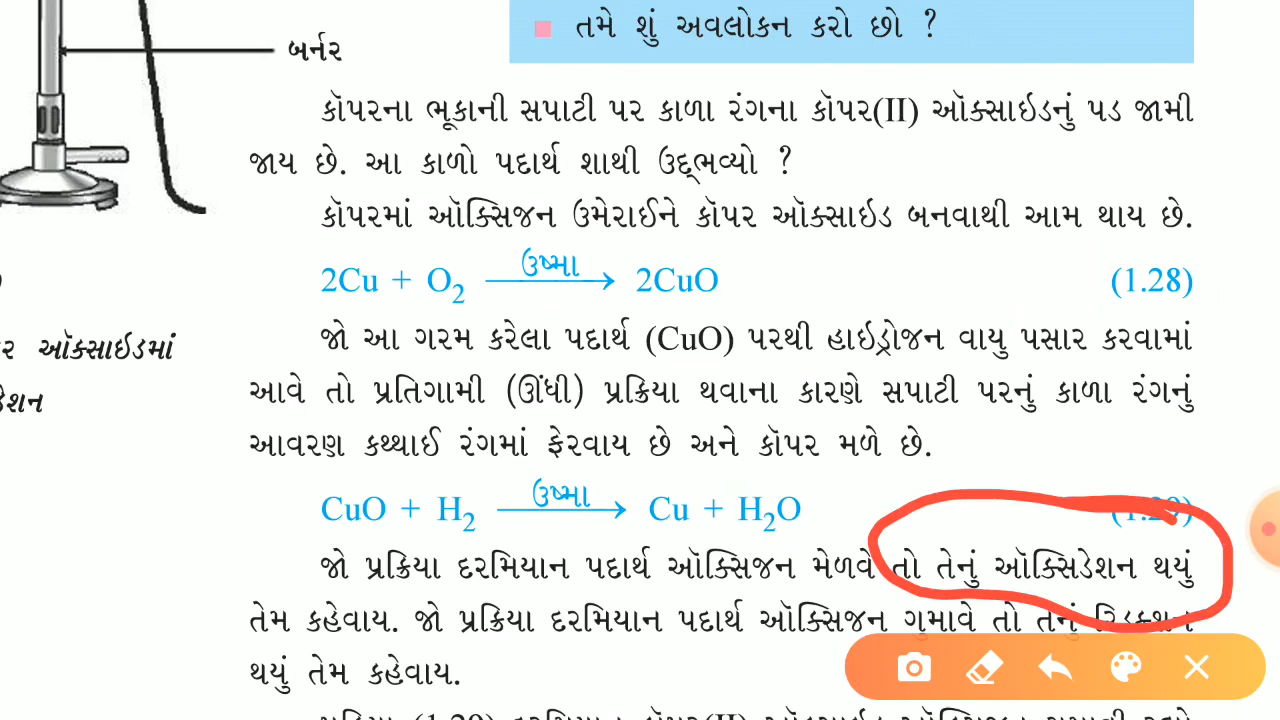 તમે શું અવલોકન કરો છો ?
બર્નર
કૉપરના ભૂકાની સપાટી પર કાળા રંગના કૉપર(II) ઑક્સાઇડનું પડ જામી
જાય છે. આ કાળો પદાર્થ શાથી ઉદ્ભવ્યો ?
કૉપરમાં ઑક્સિજન ઉમેરાઈને કૉપર ઑક્સાઇડ બનવાથી આમ થાય છે.
2Cu + O₂ —ઉષ્મા→ 2CuO (1.28)
ઑક્સાઇડમાં
જો આ ગરમ કરેલા પદાર્થ (CuO) પરથી હાઇડ્રોજન વાયુ પસાર કરવામાં
આવે તો પ્રતિગામી (ઊંધી) પ્રક્રિયા થવાના કારણે સપાટી પરનું કાળા રંગનું
આવરણ કથ્થાઈ રંગમાં ફેરવાય છે અને કૉપર મળે છે.
CuO + H₂ —ઉષ્મા→ Cu + H₂O
જો પ્રક્રિયા દરમિયાન પદાર્થ ઑક્સિજન મેળવે તો તેનું ઑક્સિડેશન થયું
તેમ કહેવાય. જો પ્રક્રિયા દરમિયાન પદાર્થ ઑક્સિજન ગુમાવે તો તેનું રિડક્શન
થયું તેમ કહેવાય.